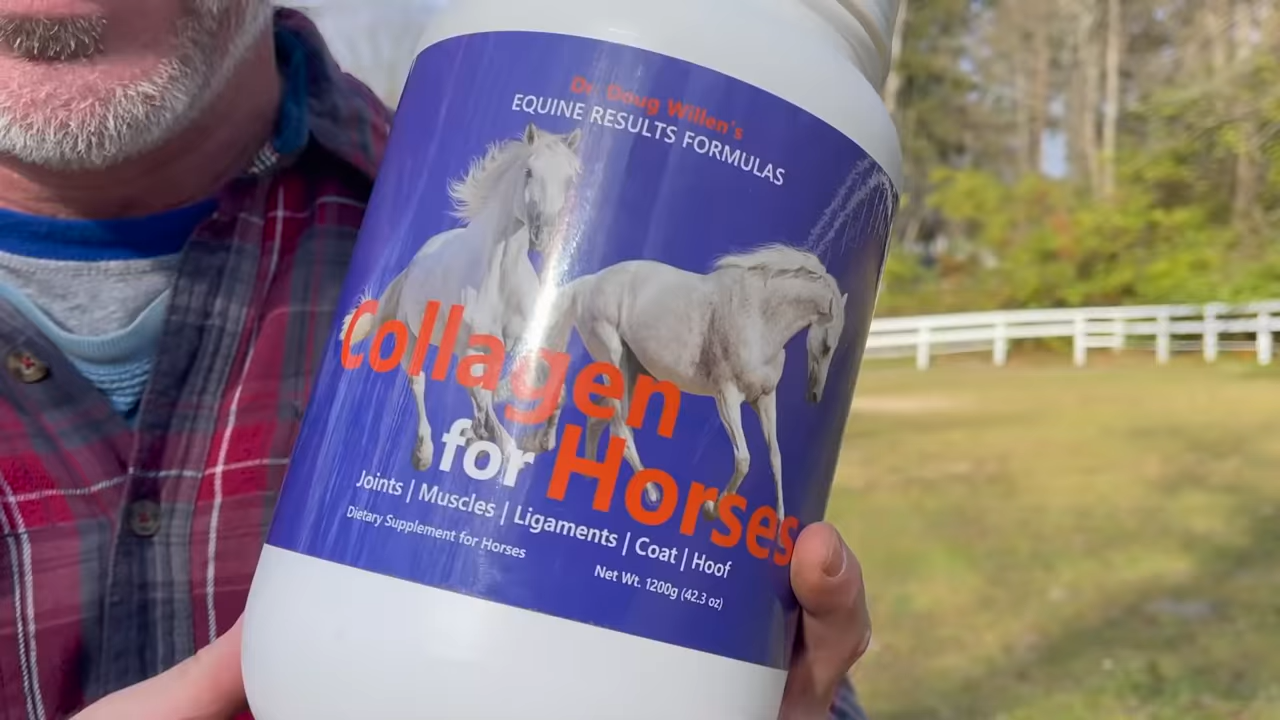 Dr. Doug Willen's
EQUINE RESULTS FORMULAS
Collagen
for Horses
Joints | Muscles | Ligaments | Coat | Hoof
Dietary Supplement for Horses
Net Wt. 1200g (42.3 oz)